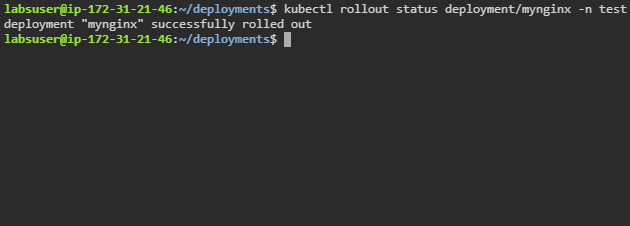 labsuser@ip-172-31-21-46:~/deployments$ kubectl rollout status deployment/mynginx -n test
deployment "mynginx" successfully rolled out
labsuser@ip-172-31-21-46:~/deployments$